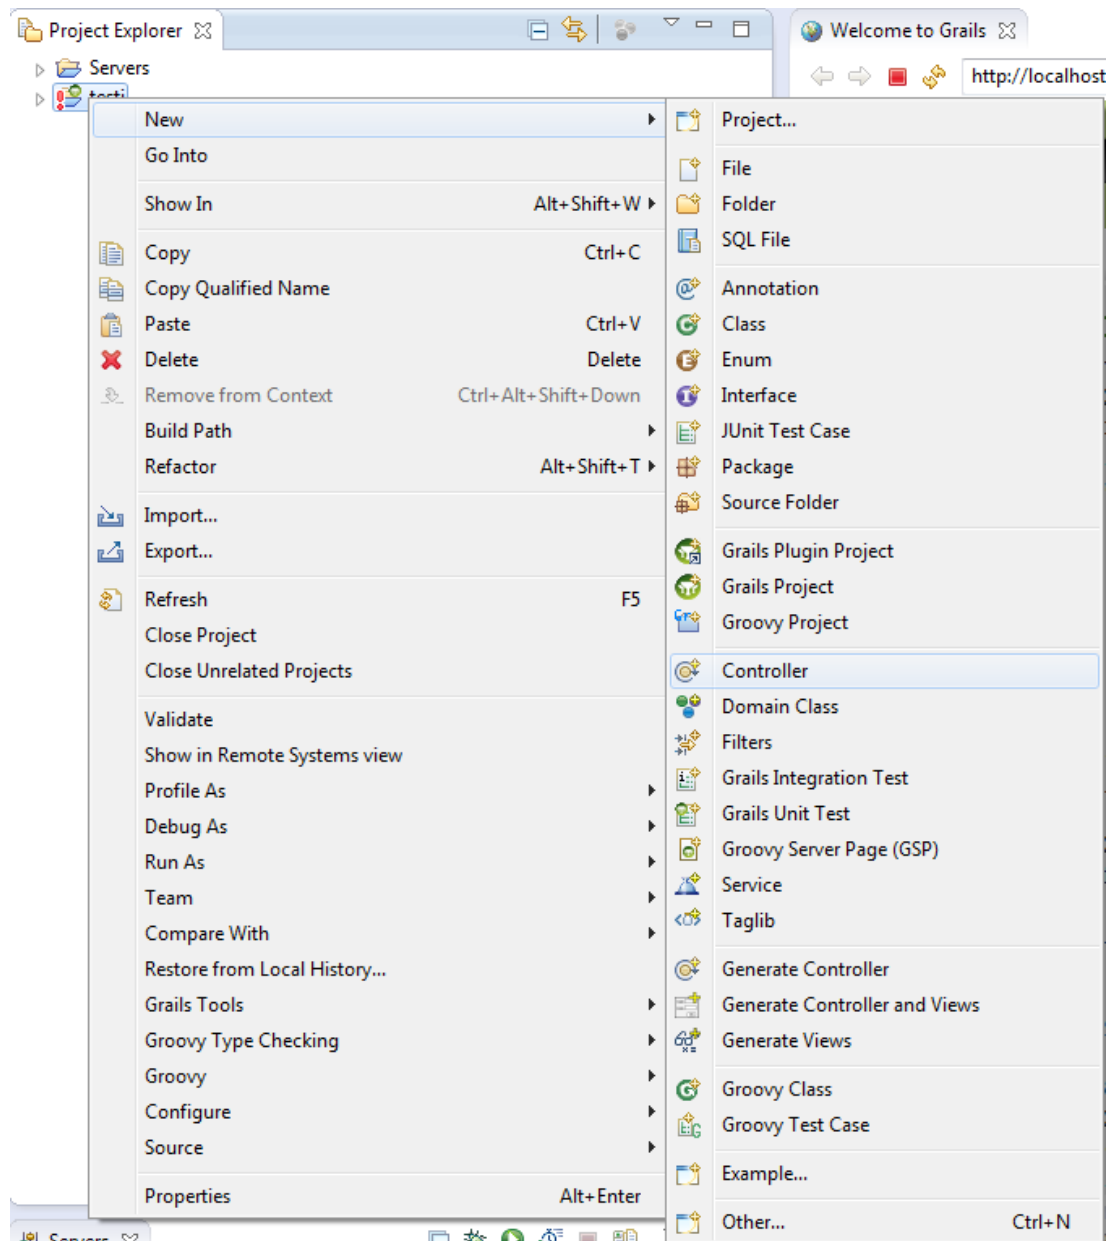 Project Explorer
Welcome to Grails
Servers
http://localhost
testi
New
Go Into
Show In Alt+Shift+W
Copy Ctrl+C
Copy Qualified Name
Paste Ctrl+V
Delete Delete
Remove from Context Ctrl+Alt+Shift+Down
Build Path
Refactor Alt+Shift+T
Import...
Export...
Refresh F5
Close Project
Close Unrelated Projects
Validate
Show in Remote Systems view
Profile As
Debug As
Run As
Team
Compare With
Restore from Local History...
Grails Tools
Groovy Type Checking
Groovy
Configure
Source
Properties Alt+Enter
Project...
File
Folder
SQL File
Annotation
Class
Enum
Interface
JUnit Test Case
Package
Source Folder
Grails Plugin Project
Grails Project
Groovy Project
Controller
Domain Class
Filters
Grails Integration Test
Grails Unit Test
Groovy Server Page (GSP)
Service
Taglib
Generate Controller
Generate Controller and Views
Generate Views
Groovy Class
Groovy Test Case
Example...
Other... Ctrl+N
Servers